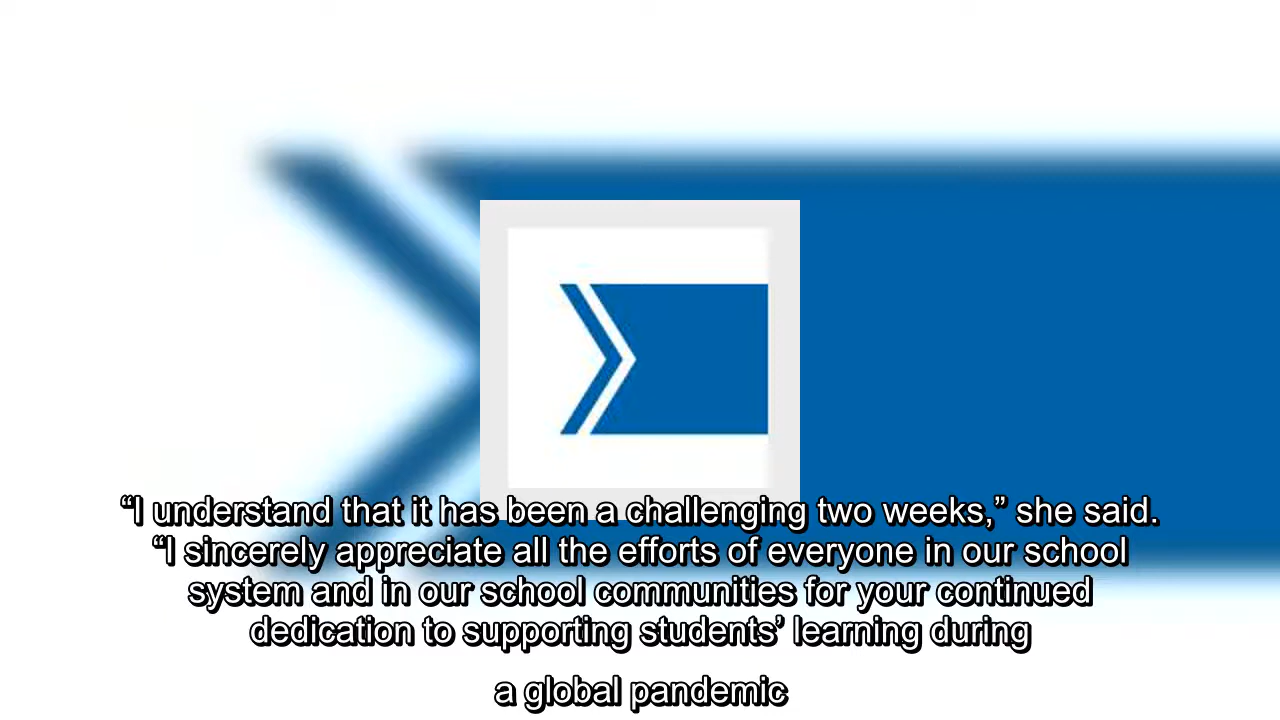 “I understand that it has been a challenging two weeks,” she said.
“I sincerely appreciate all the efforts of everyone in our school
system and in our school communities for your continued
dedication to supporting students’ learning during
a global pandemic